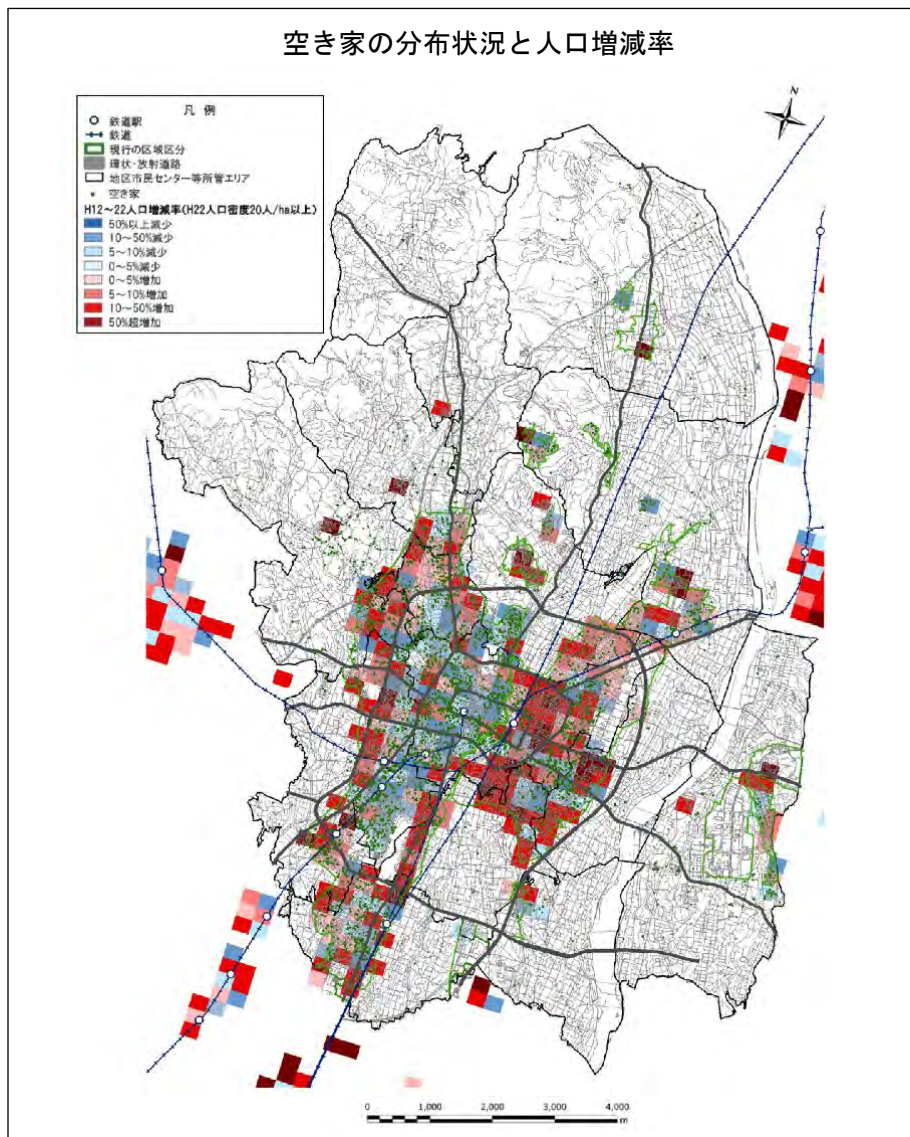 空き家の分布状況と人口増減率
N
凡 例
鉄道駅
鉄道
現行の区域区分
環状・放射道路
地区市民センター等所管エリア
空き家
H12～22人口増減率(H22人口密度20人/ha以上)
50%以上減少
10～50%減少
5～10%減少
0～5%減少
0～5%増加
5～10%増加
10～50%増加
50%超増加
0 1,000 2,000 3,000 4,000
m